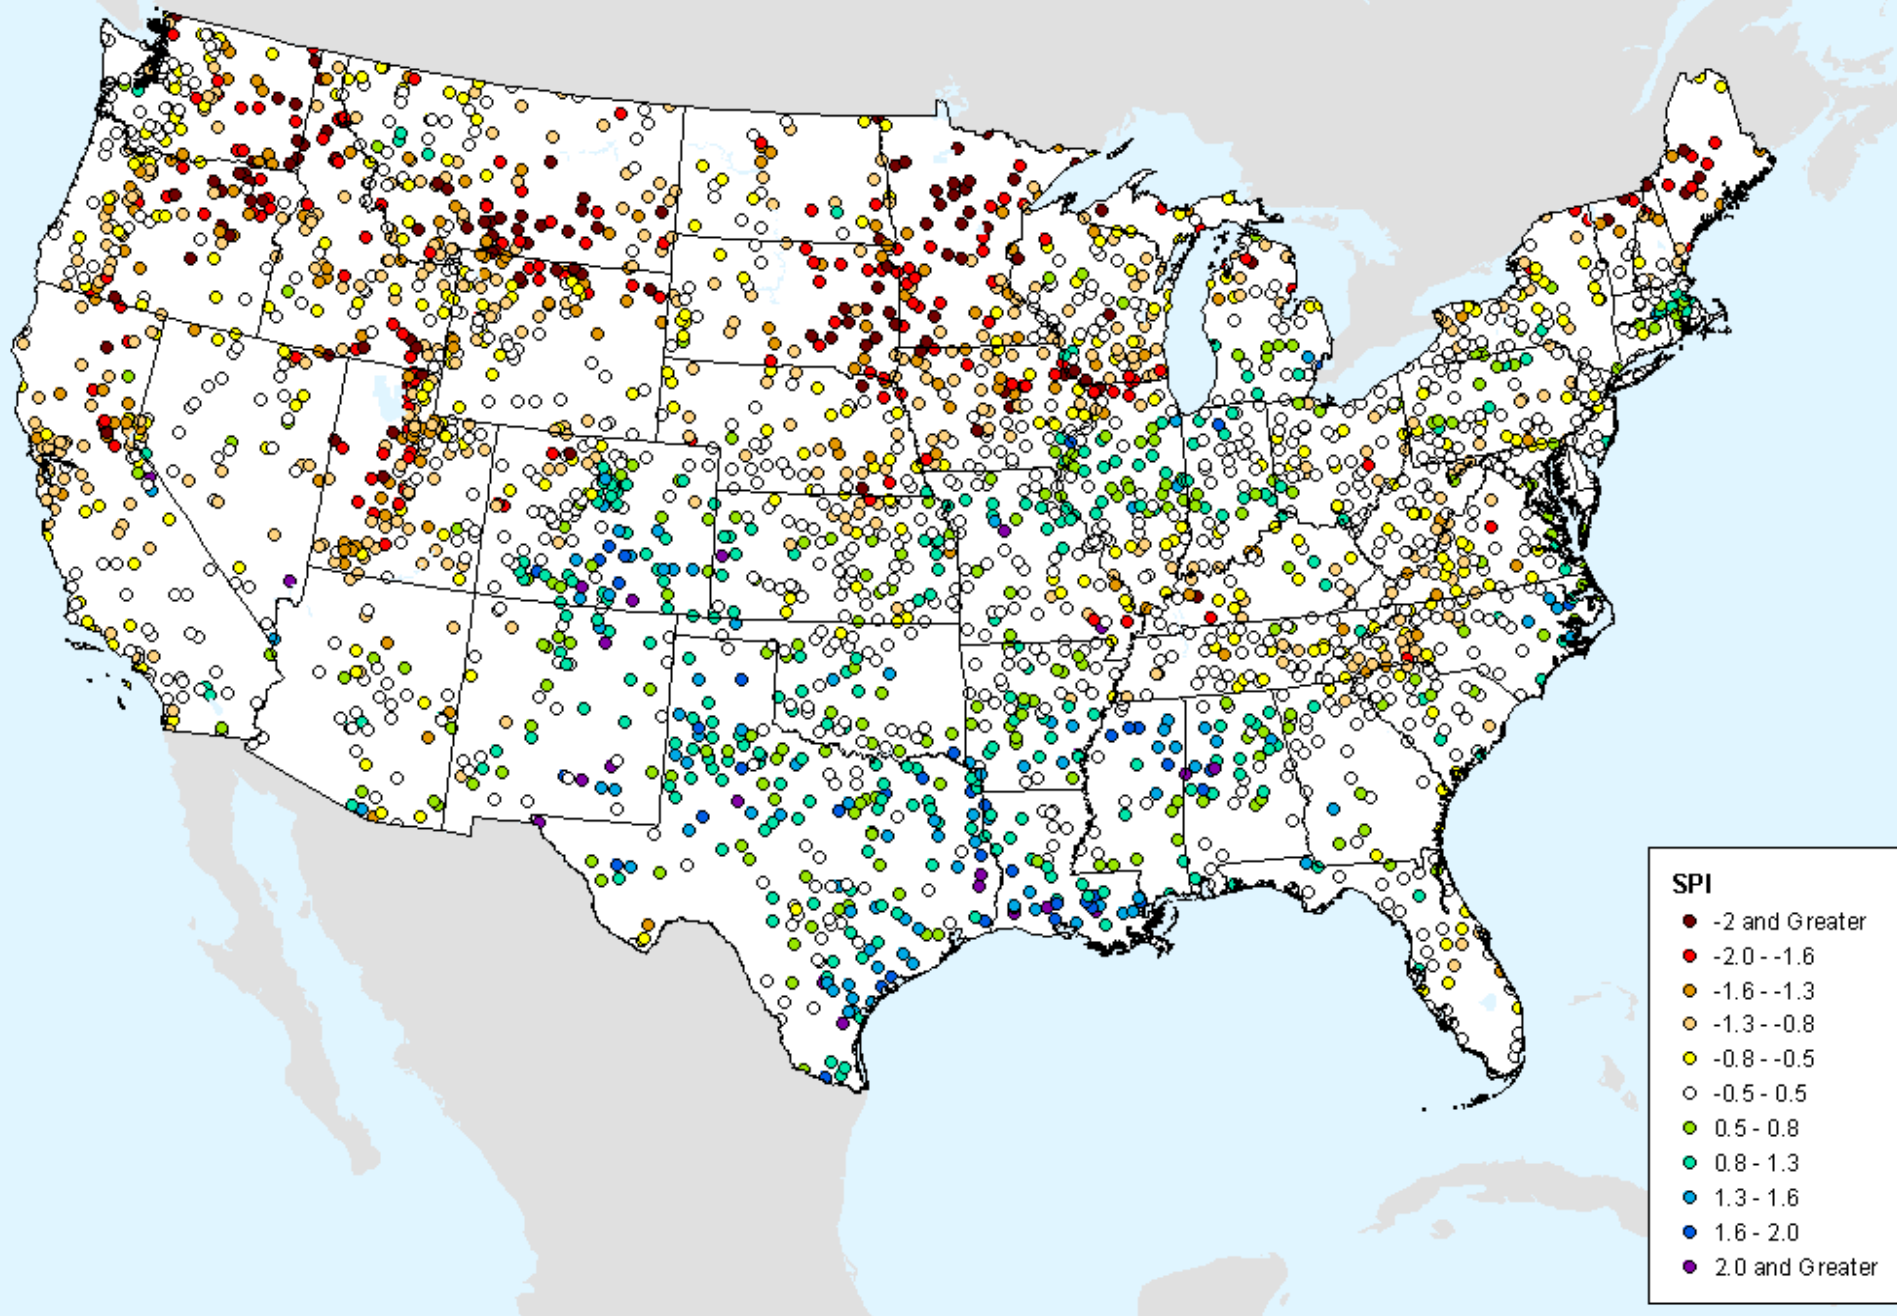 SPI
-2 and Greater
-2.0 - -1.6
-1.6 - -1.3
-1.3 - -0.8
-0.8 - -0.5
-0.5 - 0.5
0.5 - 0.8
0.8 - 1.3
1.3 - 1.6
1.6 - 2.0
2.0 and Greater